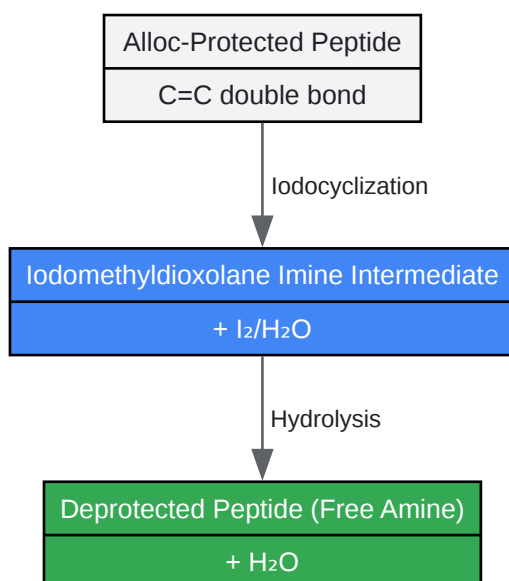 Alloc-Protected Peptide
C=C double bond
Iodocyclization
Iodomethyldioxolane Imine Intermediate
+ I₂/H₂O
Hydrolysis
Deprotected Peptide (Free Amine)
+ H₂O